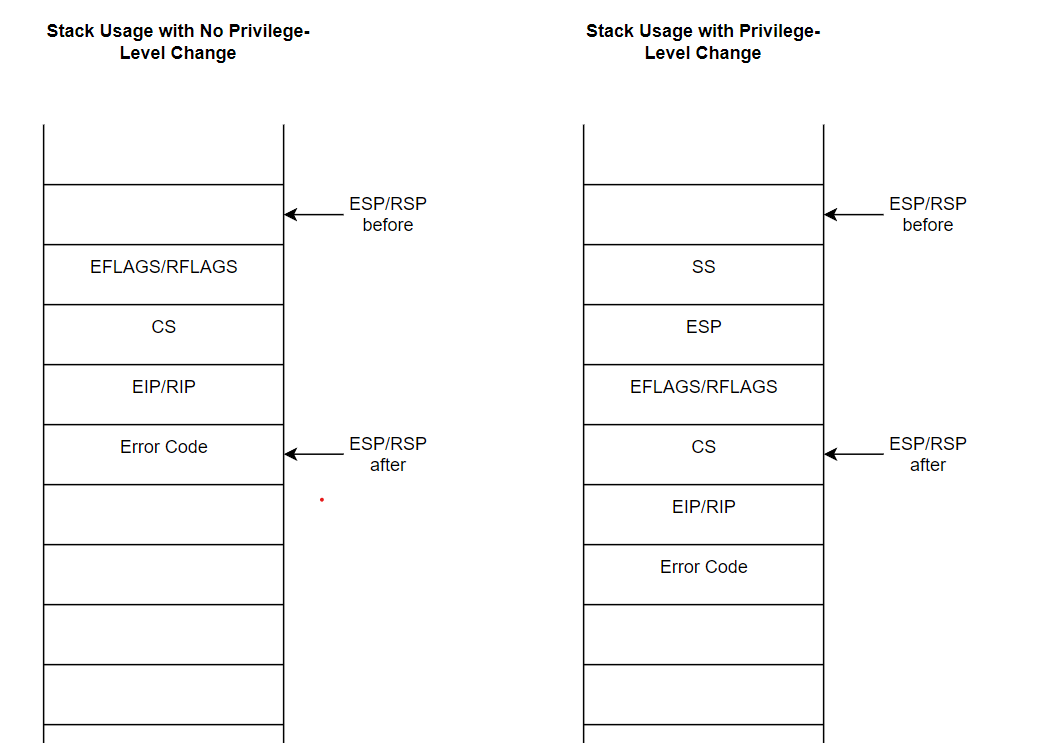 Stack Usage with No Privilege-
Level Change
ESP/RSP
before
EFLAGS/RFLAGS
CS
EIP/RIP
Error Code
ESP/RSP
after
Stack Usage with Privilege-
Level Change
ESP/RSP
before
SS
ESP
EFLAGS/RFLAGS
CS
ESP/RSP
after
EIP/RIP
Error Code